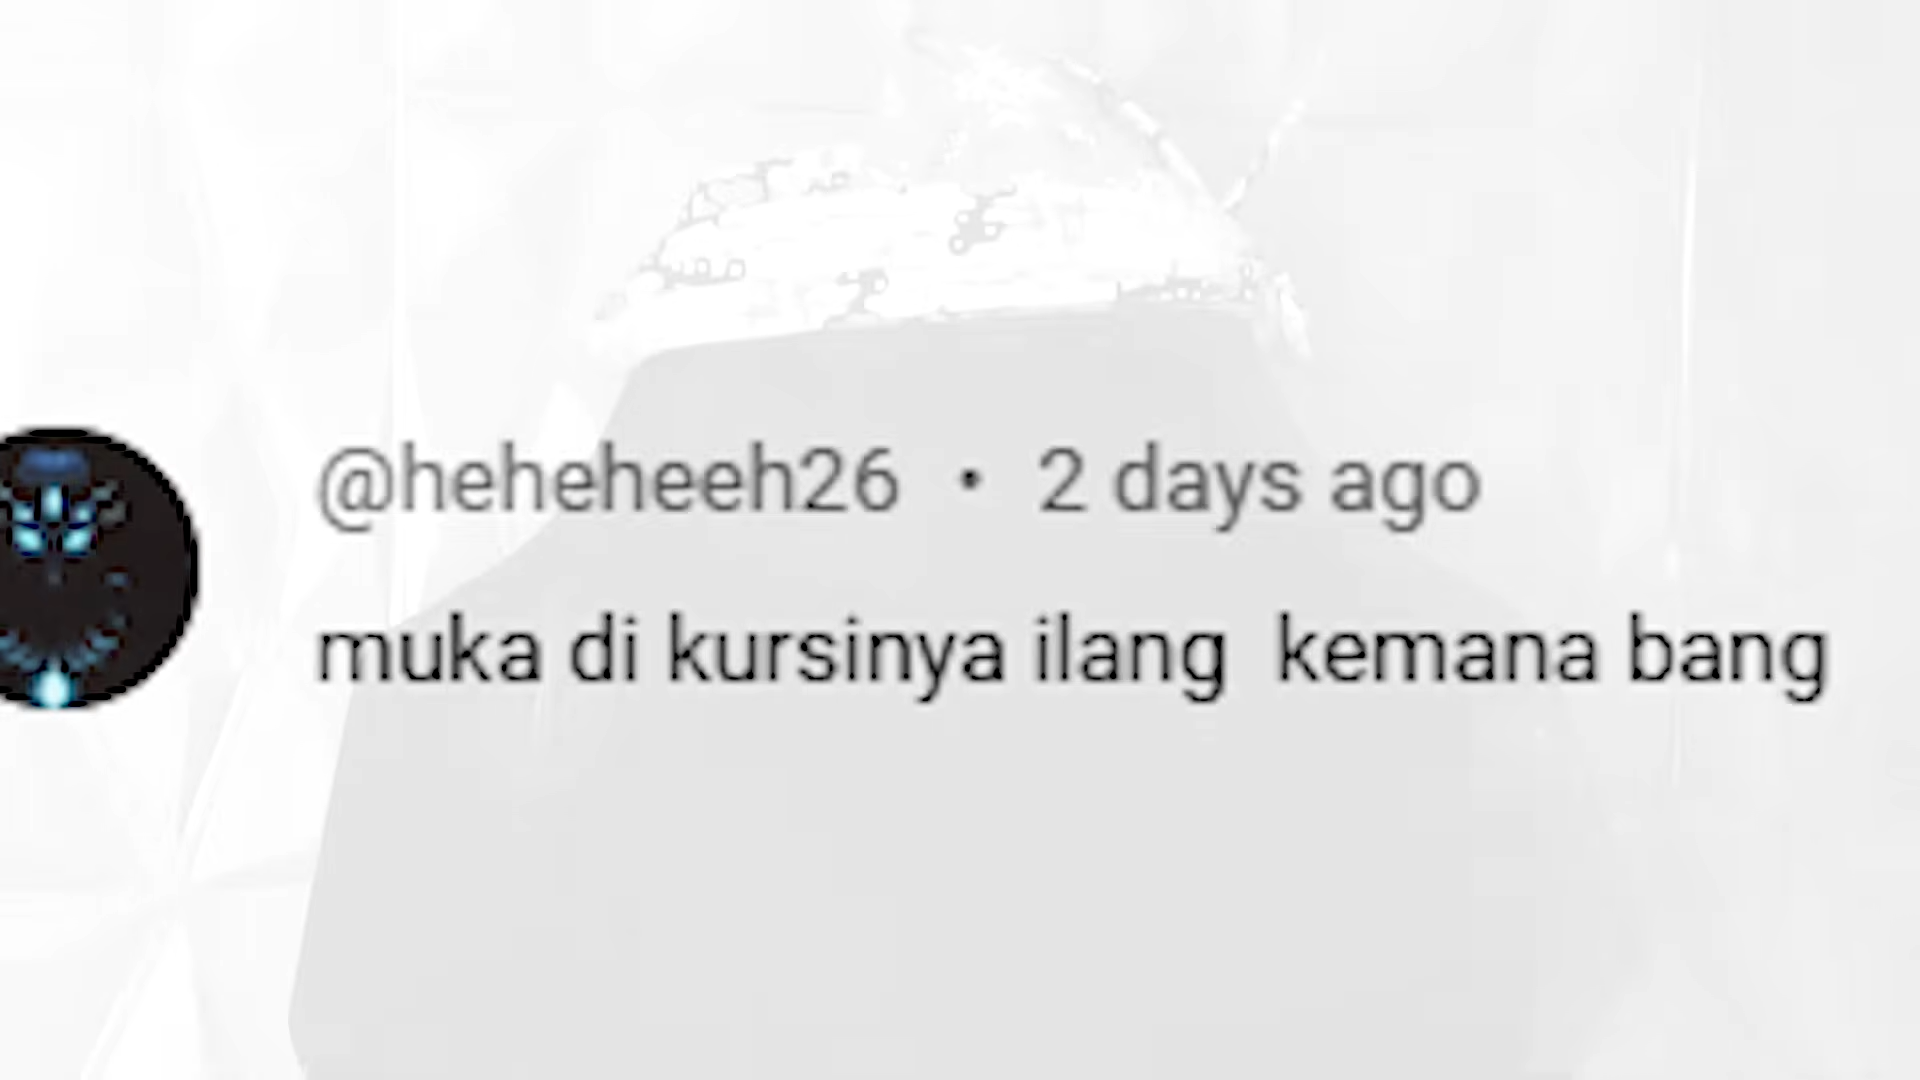 @heheheeh26 • 2 days ago
muka di kursinya ilang kemana bang